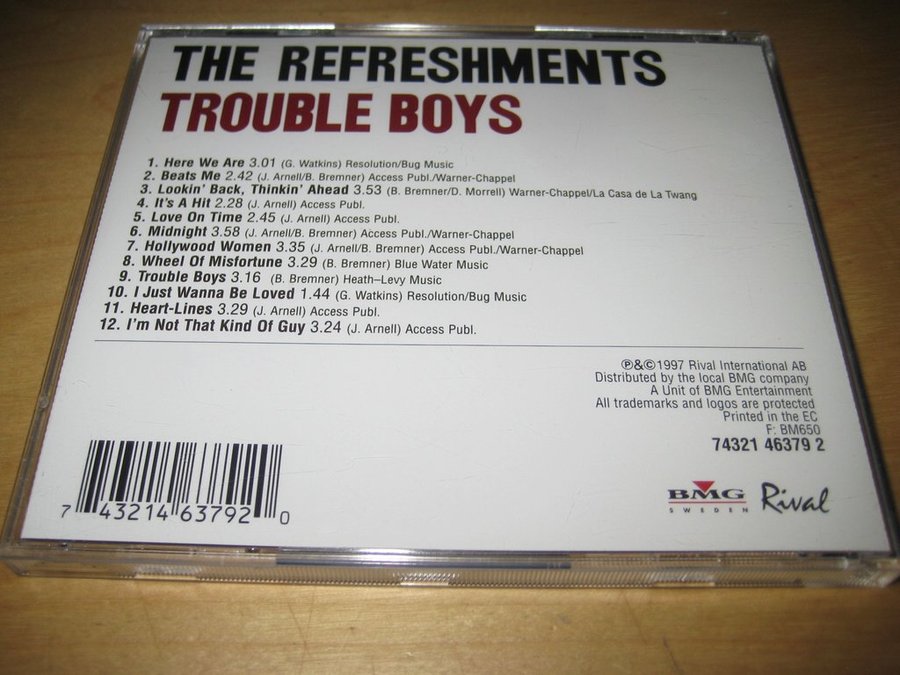 THE REFRESHMENTS
TROUBLE BOYS
1. Here We Are 3.01 (G. Watkins) Resolution/Bug Music
2. Beats Me 2.42 (J. Arnell/B. Bremner) Access Publ./Warner-Chappel
3. Lookin' Back, Thinkin' Ahead 3.53 (B. Bremner/D. Morrell) Warner-Chappel/La Casa de La Twang
4. It's A Hit 2.28 (J. Arnell) Access Publ.
5. Love On Time 2.45 (J. Arnell) Access Publ.
6. Midnight 3.58 (J. Arnell/B. Bremner) Access Publ./Warner-Chappel
7. Hollywood Women 3.35 (J. Arnell/B. Bremner) Access Publ./Warner-Chappel
8. Wheel Of Misfortune 3.29 (B. Bremner) Blue Water Music
9. Trouble Boys 3.16 (B. Bremner) Heath–Levy Music
10. I Just Wanna Be Loved 1.44 (G. Watkins) Resolution/Bug Music
11. Heart-Lines 3.29 (J. Arnell) Access Publ.
12. I'm Not That Kind Of Guy 3.24 (J. Arnell) Access Publ.
℗&©1997 Rival International AB
Distributed by the local BMG company
A Unit of BMG Entertainment
All trademarks and logos are protected
Printed in the EC
F: BM650
74321 46379 2
BMG
SWEDEN
Rival
7 43214 63792 0